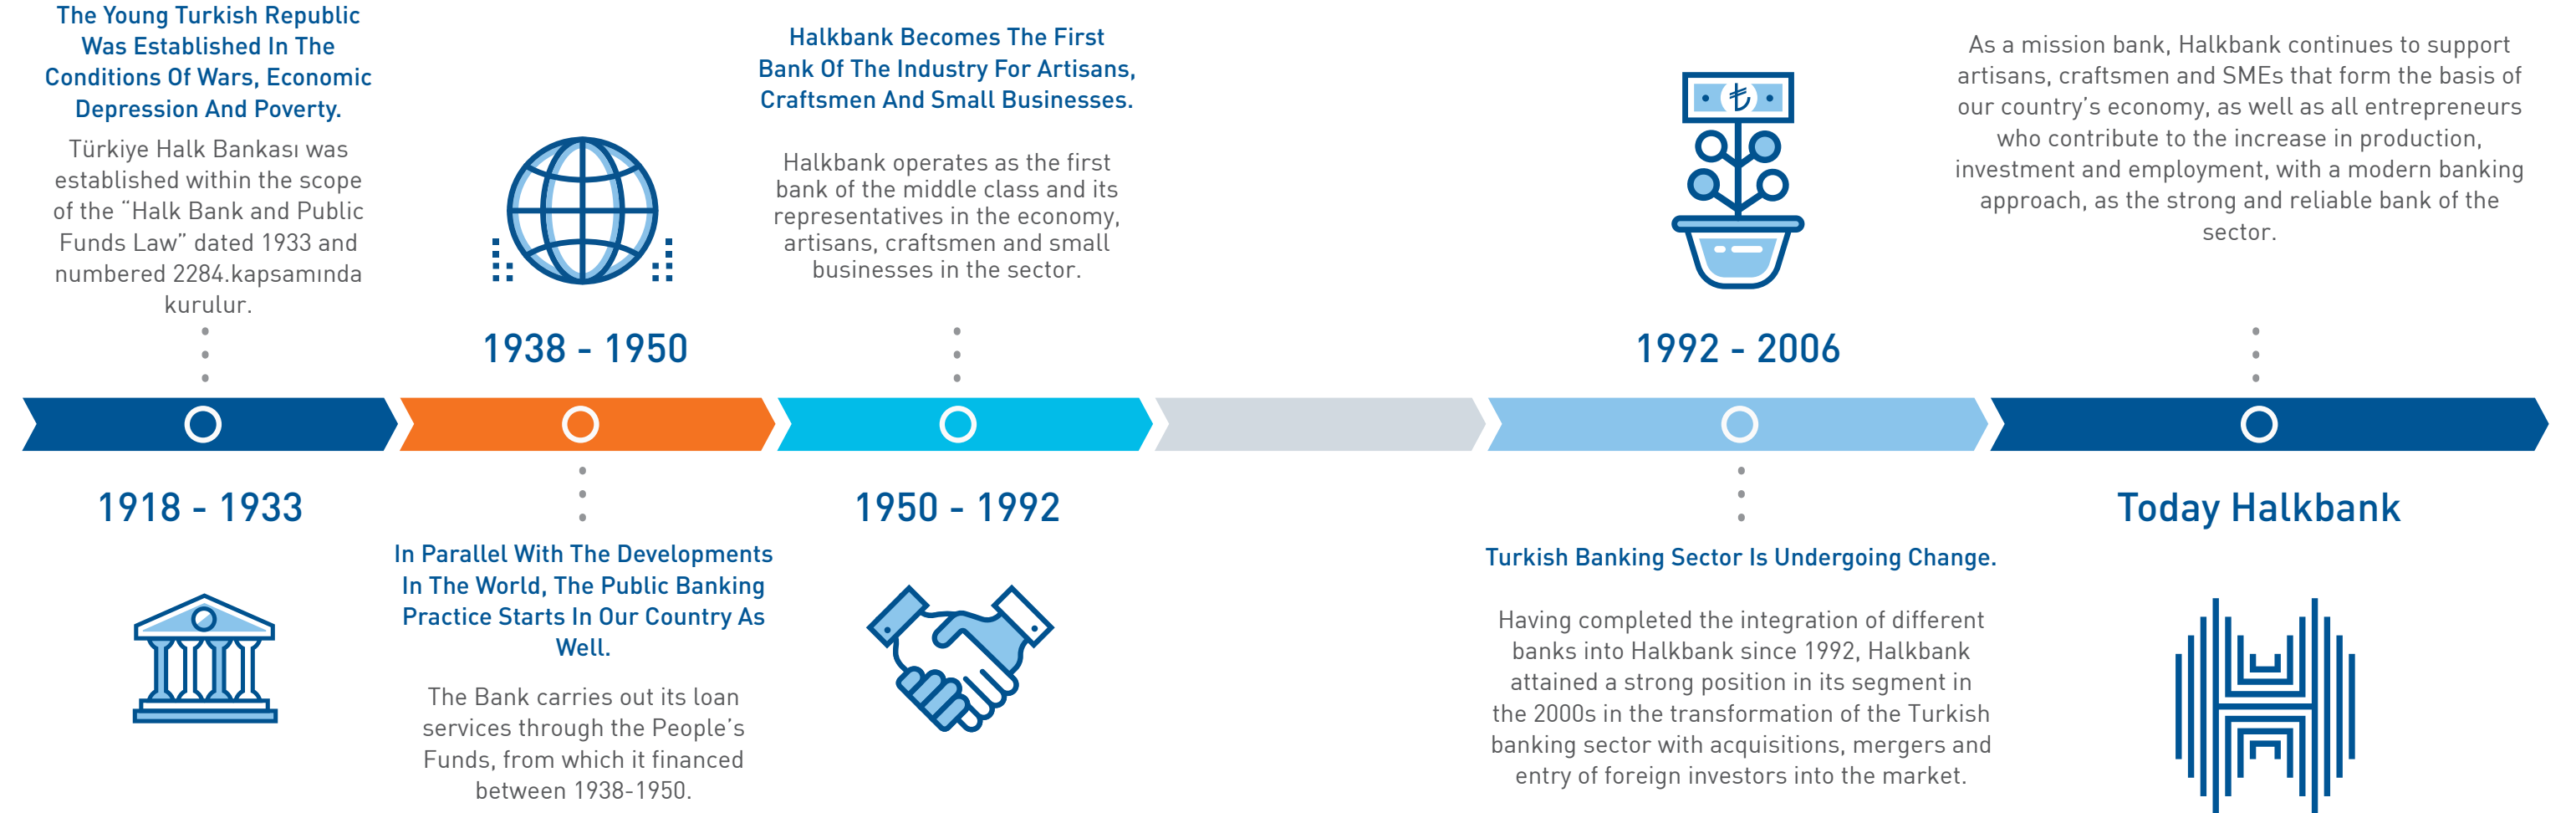 The Young Turkish Republic
Was Established In The
Conditions Of Wars, Economic
Depression And Poverty.
Türkiye Halk Bankası was
established within the scope
of the “Halk Bank and Public
Funds Law” dated 1933 and
numbered 2284.kapsamında
kurulur.
1918 - 1933
1938 - 1950
In Parallel With The Developments
In The World, The Public Banking
Practice Starts In Our Country As
Well.
The Bank carries out its loan
services through the People’s
Funds, from which it financed
between 1938-1950.
Halkbank Becomes The First
Bank Of The Industry For Artisans,
Craftsmen And Small Businesses.
Halkbank operates as the first
bank of the middle class and its
representatives in the economy,
artisans, craftsmen and small
businesses in the sector.
1950 - 1992
₺
1992 - 2006
Turkish Banking Sector Is Undergoing Change.
Having completed the integration of different
banks into Halkbank since 1992, Halkbank
attained a strong position in its segment in
the 2000s in the transformation of the Turkish
banking sector with acquisitions, mergers and
entry of foreign investors into the market.
As a mission bank, Halkbank continues to support
artisans, craftsmen and SMEs that form the basis of
our country’s economy, as well as all entrepreneurs
who contribute to the increase in production,
investment and employment, with a modern banking
approach, as the strong and reliable bank of the
sector.
Today Halkbank